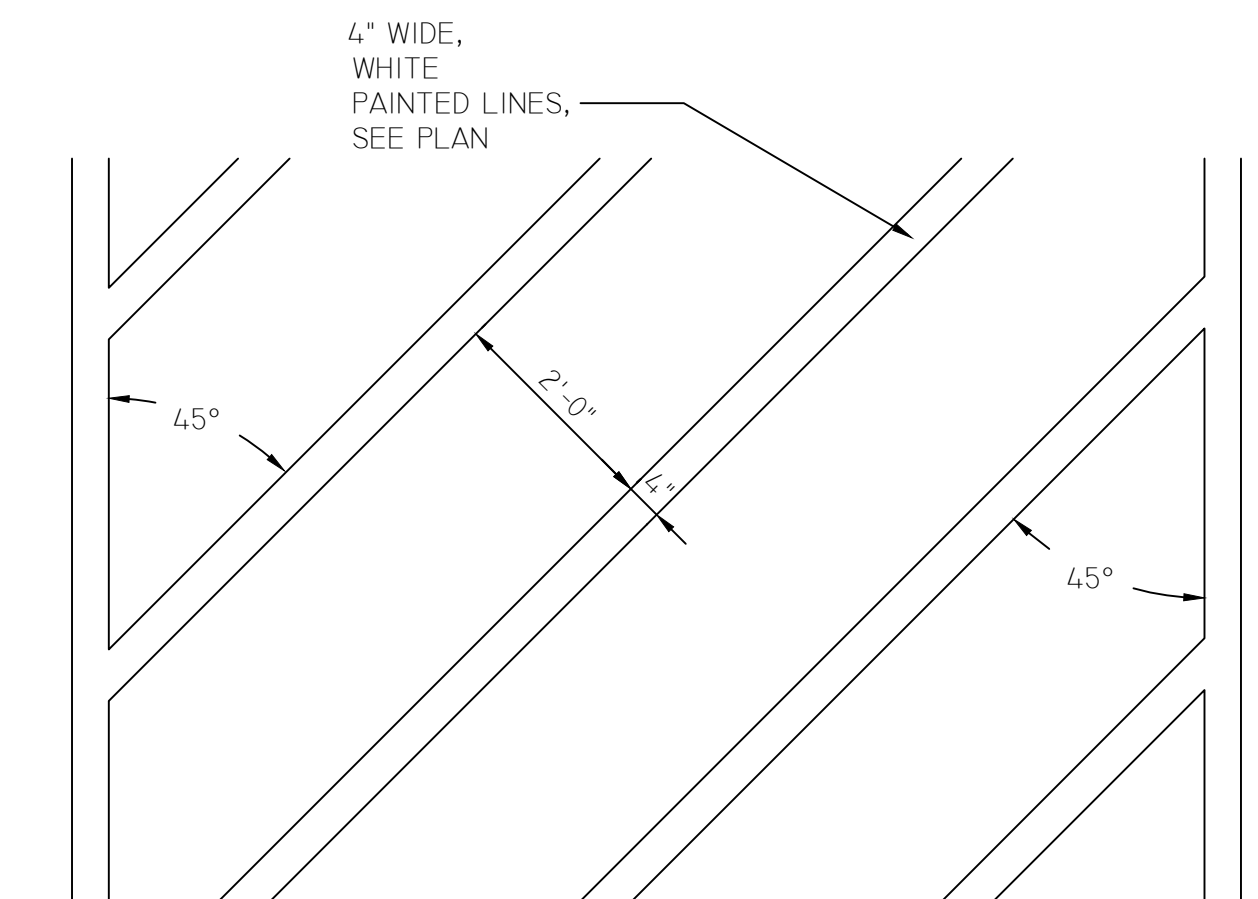 4" WIDE,
WHITE
PAINTED LINES,
SEE PLAN
2'-0"
45°
4"
45°